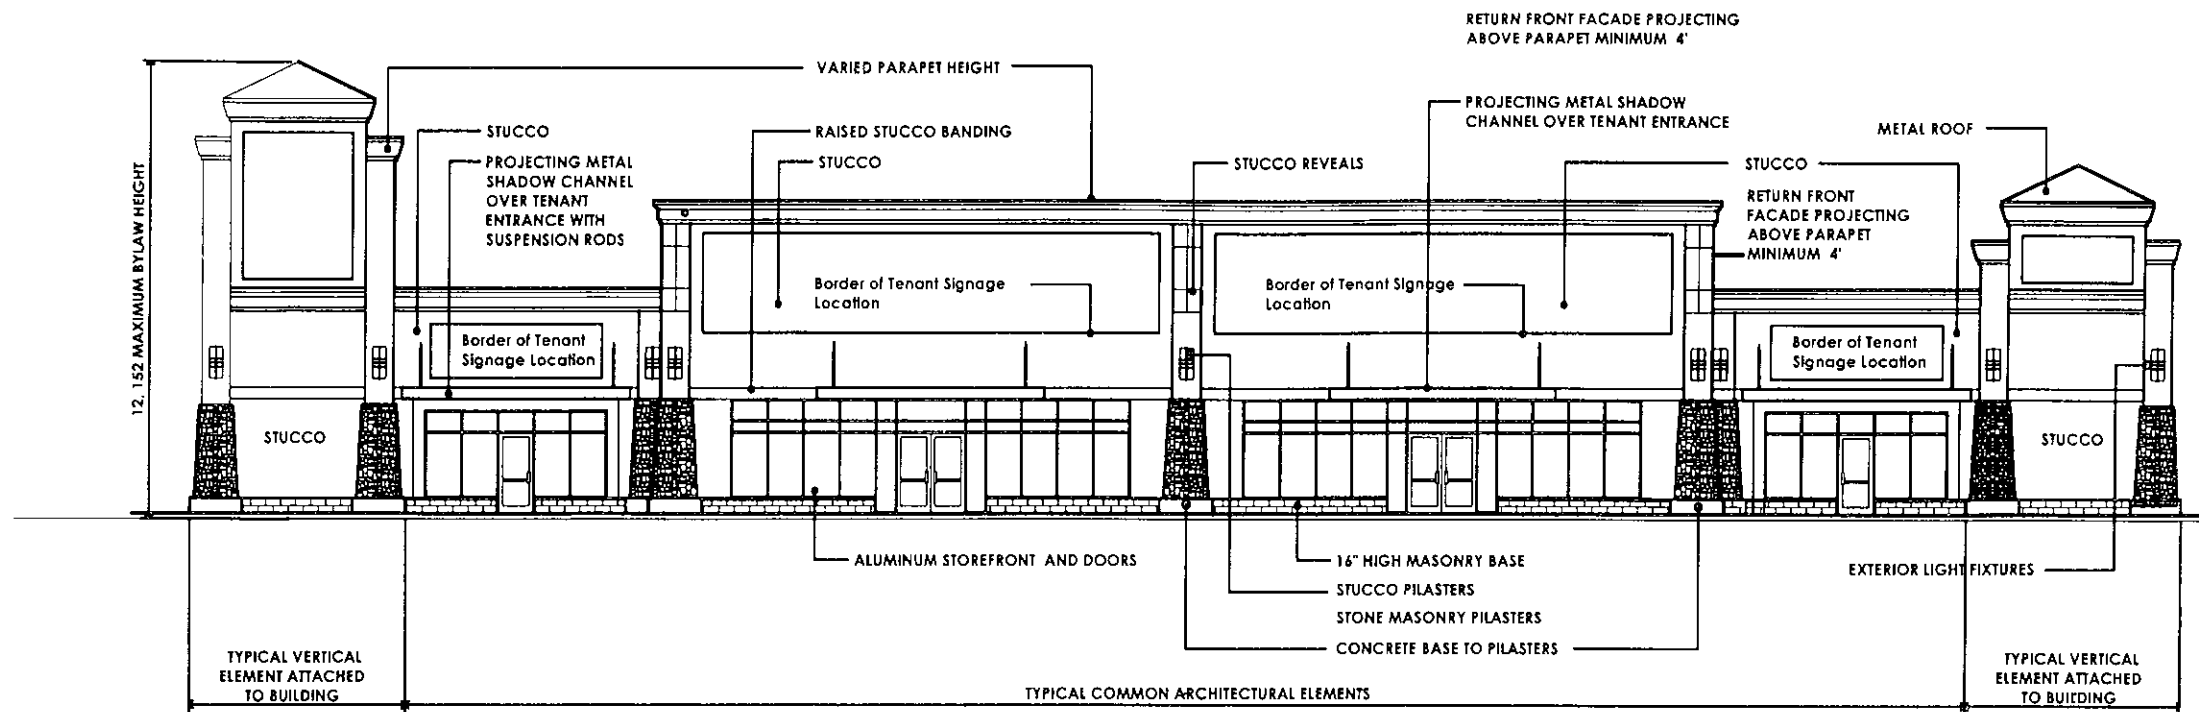 RETURN FRONT FACADE PROJECTING
ABOVE PARAPET MINIMUM 4'
VARIED PARAPET HEIGHT
PROJECTING METAL SHADOW
CHANNEL OVER TENANT ENTRANCE
METAL ROOF
STUCCO
RAISED STUCCO BANDING
PROJECTING METAL
SHADOW CHANNEL
OVER TENANT
ENTRANCE WITH
SUSPENSION RODS
STUCCO
STUCCO REVEALS
STUCCO
RETURN FRONT
FACADE PROJECTING
ABOVE PARAPET
MINIMUM 4'
12, 152 MAXIMUM BYLAW HEIGHT
Border of Tenant Signage
Location
Border of Tenant Signage
Location
Border of Tenant
Signage Location
Border of Tenant
Signage Location
STUCCO
STUCCO
ALUMINUM STOREFRONT AND DOORS
16" HIGH MASONRY BASE
STUCCO PILASTERS
STONE MASONRY PILASTERS
CONCRETE BASE TO PILASTERS
EXTERIOR LIGHT FIXTURES
TYPICAL VERTICAL
ELEMENT ATTACHED
TO BUILDING
TYPICAL COMMON ARCHITECTURAL ELEMENTS
TYPICAL VERTICAL
ELEMENT ATTACHED
TO BUILDING